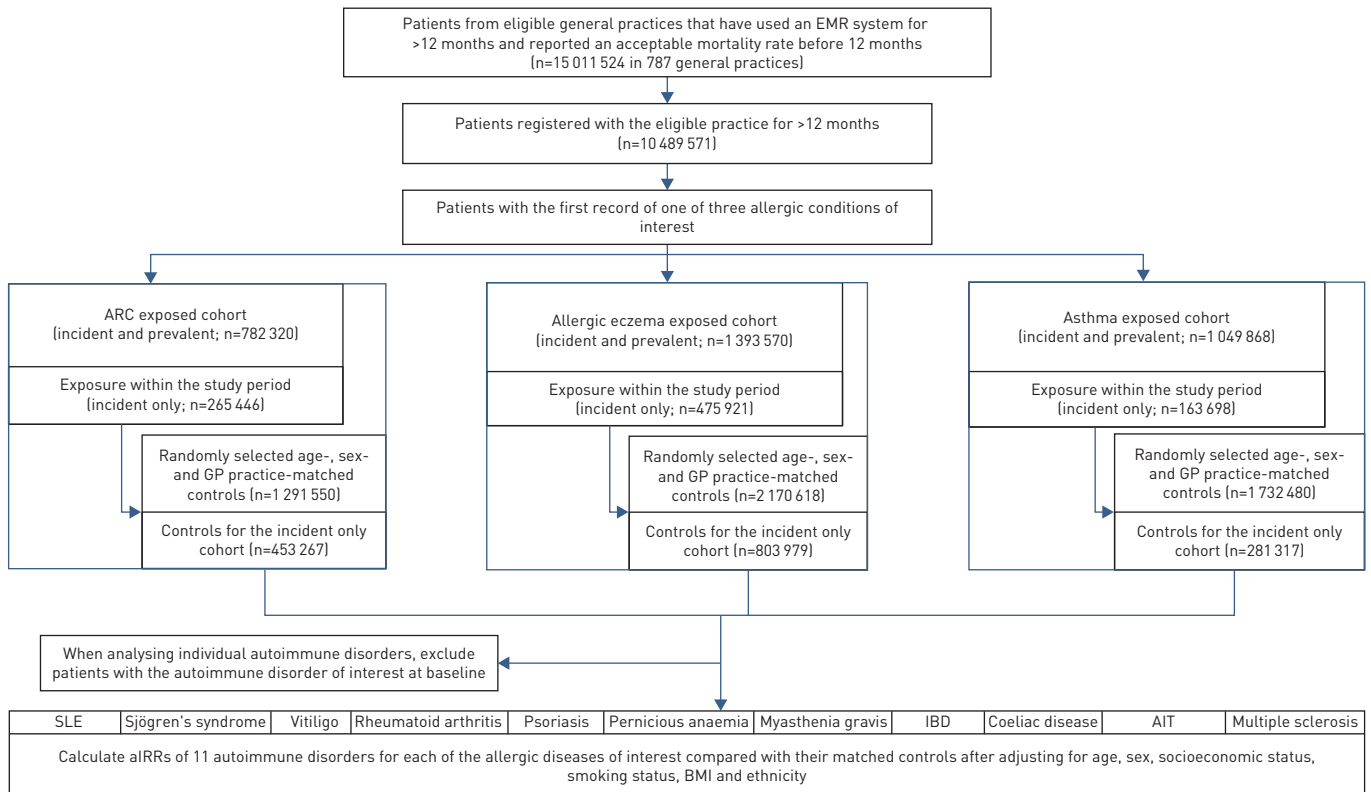 Patients from eligible general practices that have used an EMR system for
>12 months and reported an acceptable mortality rate before 12 months
(n=15 011 524 in 787 general practices)
Patients registered with the eligible practice for >12 months
(n=10 489 571)
Patients with the first record of one of three allergic conditions of
interest
ARC exposed cohort
(incident and prevalent; n=782 320)
Exposure within the study period
(incident only; n=265 446)
Randomly selected age-, sex-
and GP practice-matched
controls (n=1 291 550)
Controls for the incident only
cohort (n=453 267)
Allergic eczema exposed cohort
(incident and prevalent; n=1 393 570)
Exposure within the study period
(incident only; n=475 921)
Randomly selected age-, sex-
and GP practice-matched
controls (n=2 170 618)
Controls for the incident only
cohort (n=803 979)
Asthma exposed cohort
(incident and prevalent; n=1 049 868)
Exposure within the study period
(incident only; n=163 698)
Randomly selected age-, sex-
and GP practice-matched
controls (n=1 732 480)
Controls for the incident only
cohort (n=281 317)
When analysing individual autoimmune disorders, exclude
patients with the autoimmune disorder of interest at baseline
SLE Sjögren's syndrome Vitiligo Rheumatoid arthritis Psoriasis Pernicious anaemia Myasthenia gravis IBD Coeliac disease AIT Multiple sclerosis
Calculate aIRRs of 11 autoimmune disorders for each of the allergic diseases of interest compared with their matched controls after adjusting for age, sex, socioeconomic status,
smoking status, BMI and ethnicity